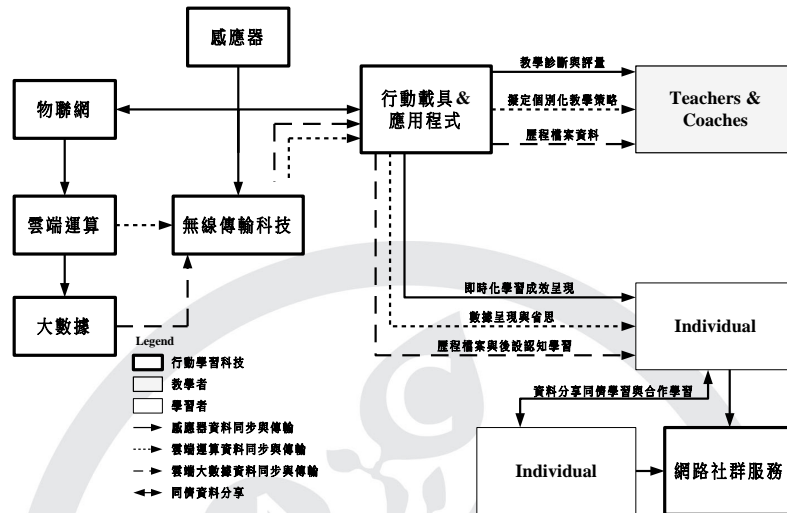 感應器
物聯網
行動載具&
應用程式
教學診斷與評量
擬定個別化教學策略
歷程檔案資料
Teachers &
Coaches
雲端運算
無線傳輸科技
大數據
即時化學習成效呈現
數據呈現與省思
歷程檔案與後設認知學習
Individual
Legend
行動學習科技
教學者
學習者
感應器資料同步與傳輸
雲端運算資料同步與傳輸
雲端大數據資料同步與傳輸
同儕資料分享
資料分享同儕學習與合作學習
Individual
網路社群服務